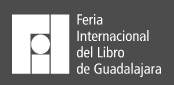 Feria
Internacional
del Libro
de Guadalajara